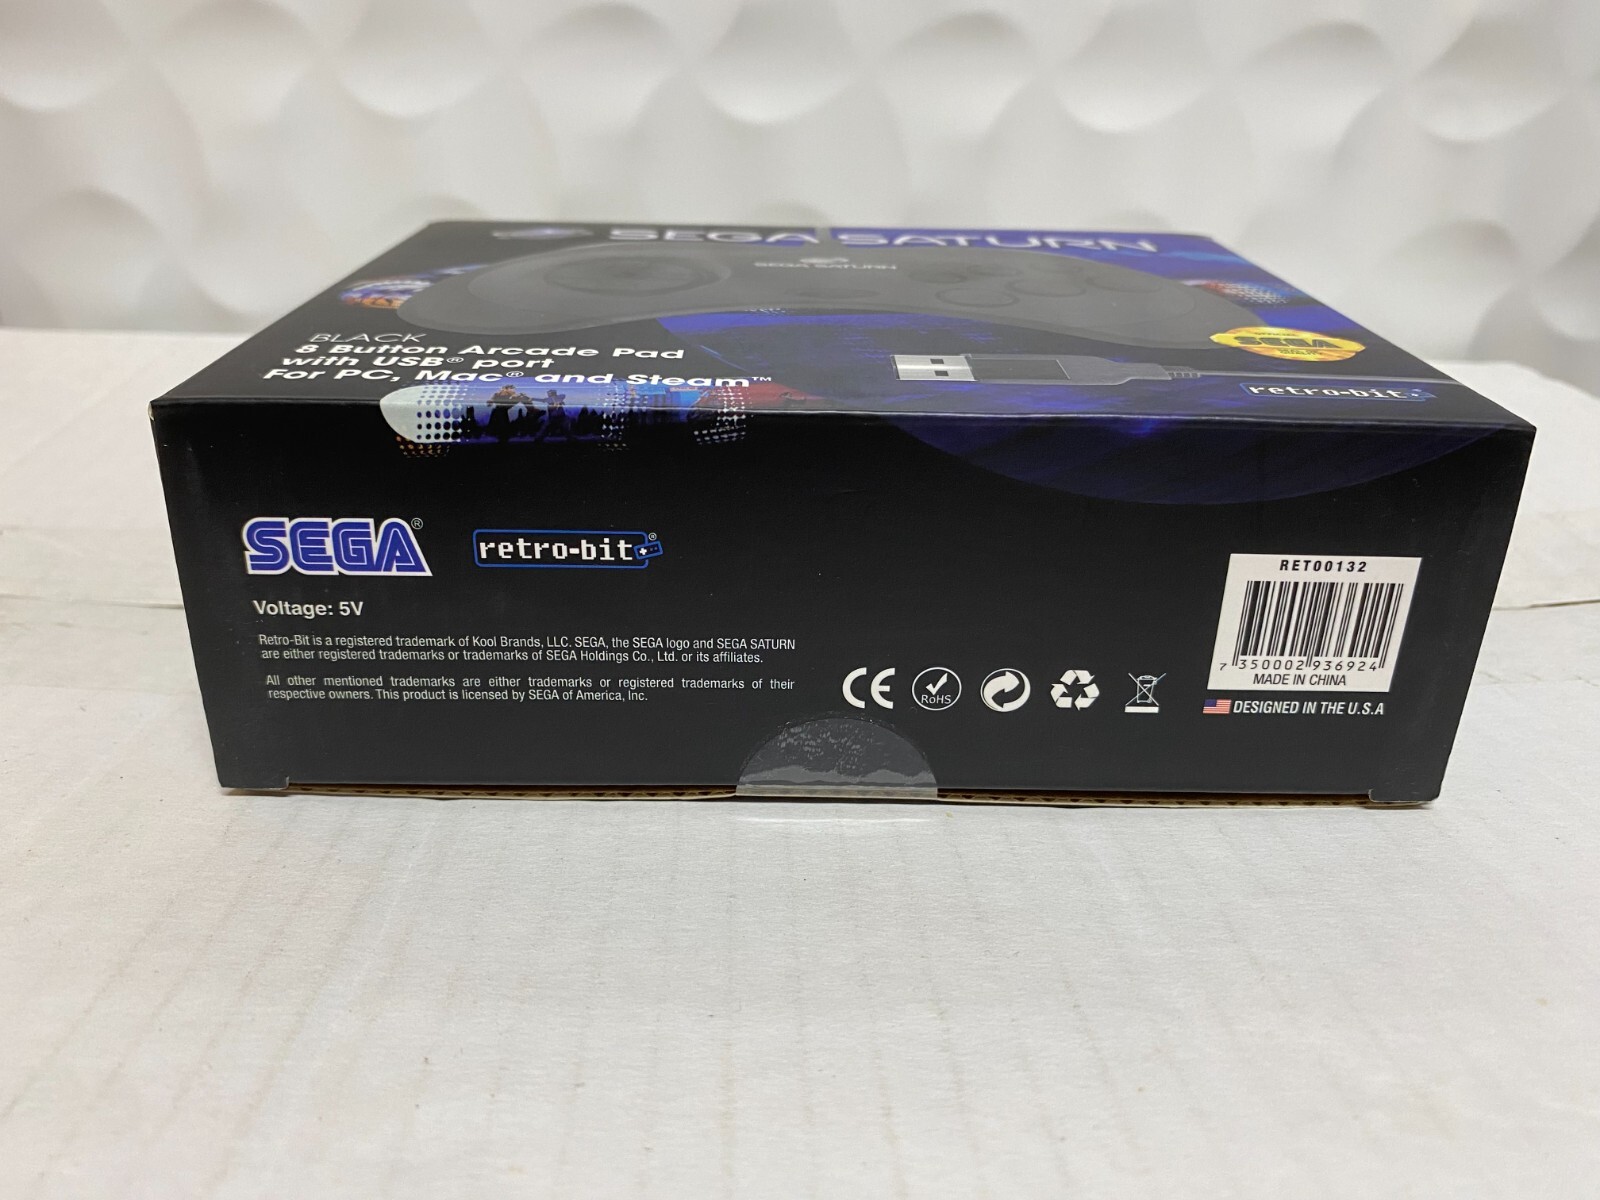 SEGA SATURN
SEGA SATURN
BLACK
8 Button Arcade Pad
with USB® port
For PC, Mac® and Steam™
SEGA
retro-bit
SEGA®
retro-bit®
Voltage: 5V
Retro-Bit is a registered trademark of Kool Brands, LLC. SEGA, the SEGA logo and SEGA SATURN
are either registered trademarks or trademarks of SEGA Holdings Co., Ltd. or its affiliates.
All other mentioned trademarks are either trademarks or registered trademarks of their
respective owners. This product is licensed by SEGA of America, Inc.
CE
RoHS
RET00132
7 350002 936924
MADE IN CHINA
DESIGNED IN THE U.S.A